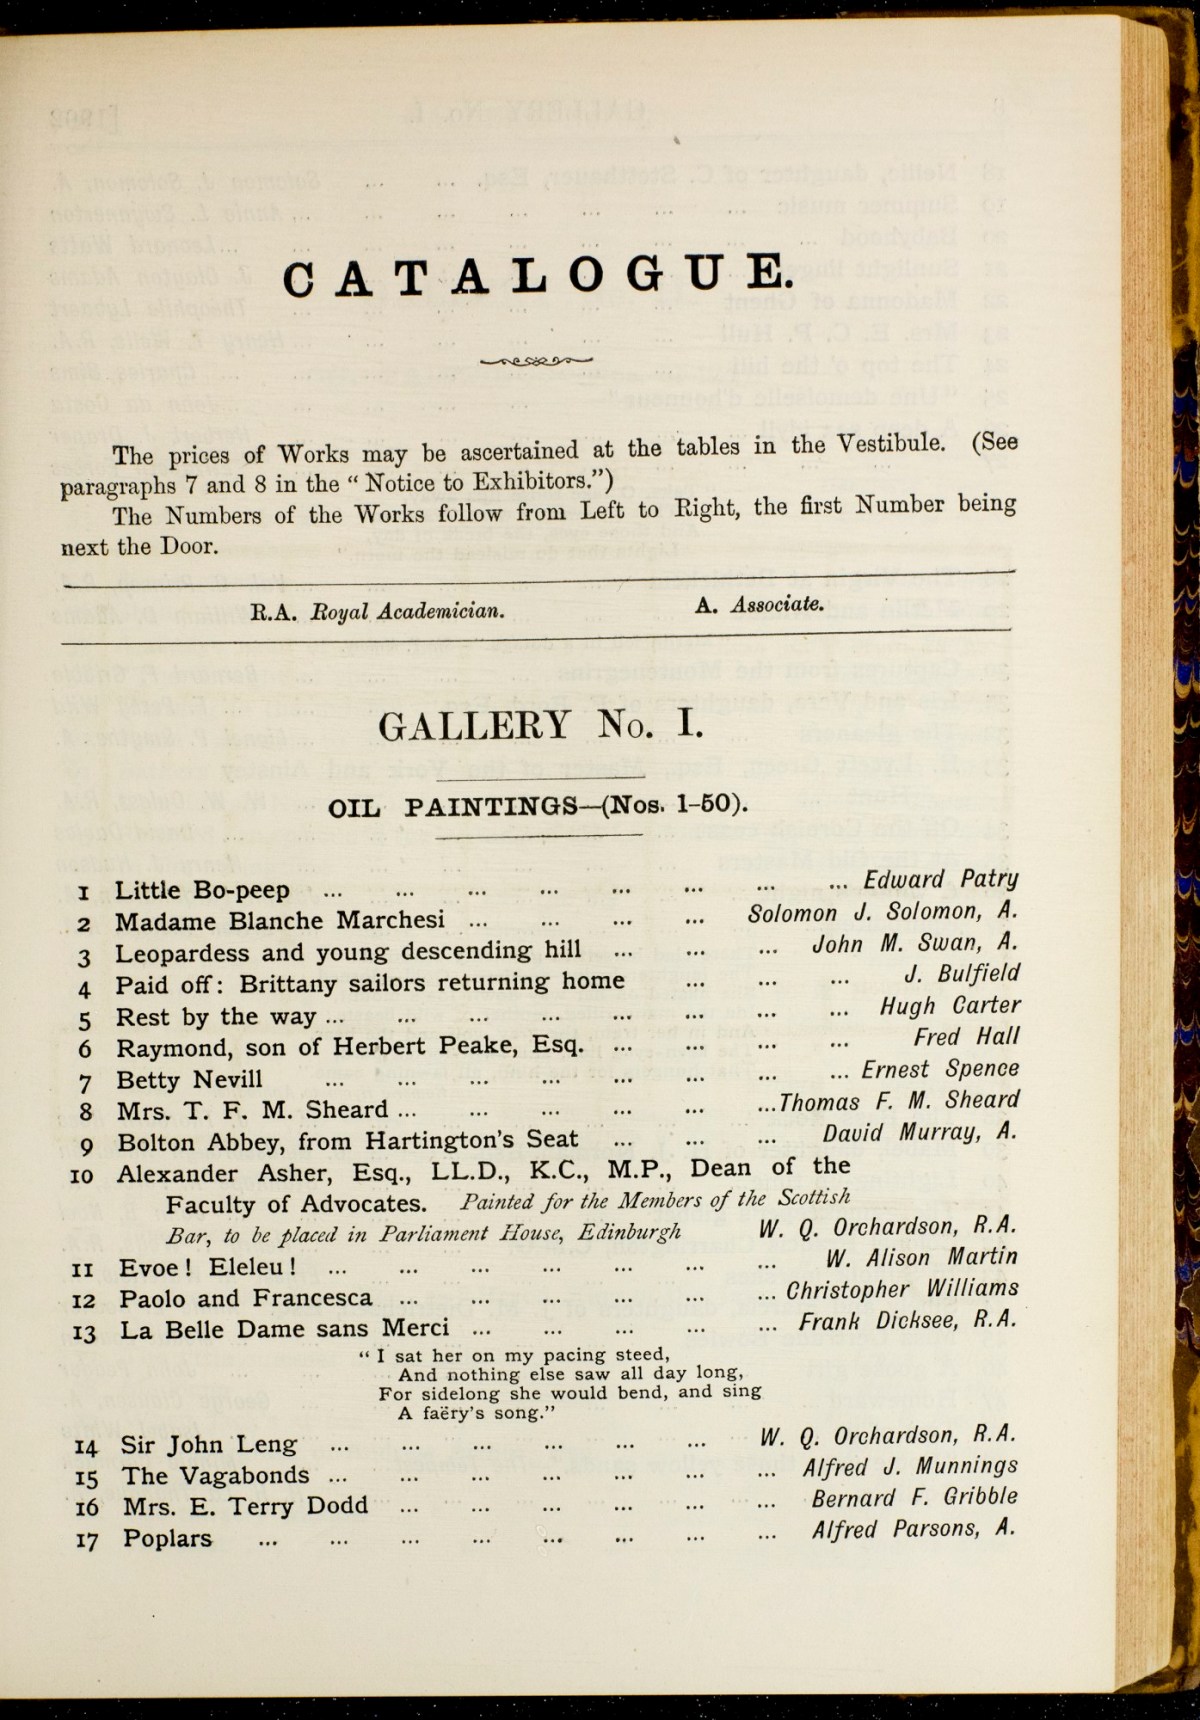 CATALOGUE.
The prices of Works may be ascertained at the tables in the Vestibule. (See
paragraphs 7 and 8 in the “ Notice to Exhibitors.”)
The Numbers of the Works follow from Left to Right, the first Number being
next the Door.
R.A. Royal Academician. A. Associate.
GALLERY No. I.
OIL PAINTINGS—(Nos. 1-50).
1 Little Bo-peep ... ... ... ... ... ... ... ... Edward Patry
2 Madame Blanche Marchesi ... ... ... ... Solomon J. Solomon, A.
3 Leopardess and young descending hill ... ... ... John M. Swan, A.
4 Paid off: Brittany sailors returning home ... ... ... J. Bulfield
5 Rest by the way ... ... ... ... ... ... ... ... Hugh Carter
6 Raymond, son of Herbert Peake, Esq. ... ... ... ... Fred Hall
7 Betty Nevill ... ... ... ... ... ... ... ... Ernest Spence
8 Mrs. T. F. M. Sheard ... ... ... ... ... ... Thomas F. M. Sheard
9 Bolton Abbey, from Hartington's Seat ... ... ... David Murray, A.
10 Alexander Asher, Esq., LL.D., K.C., M.P., Dean of the
Faculty of Advocates. Painted for the Members of the Scottish
Bar, to be placed in Parliament House, Edinburgh W. Q. Orchardson, R.A.
11 Evoe ! Eleleu ! ... ... ... ... ... ... ... W. Alison Martin
12 Paolo and Francesca ... ... ... ... ... ... Christopher Williams
13 La Belle Dame sans Merci ... ... ... ... ... Frank Dicksee, R.A.
“ I sat her on my pacing steed,
And nothing else saw all day long,
For sidelong she would bend, and sing
A faëry's song.”
14 Sir John Leng ... ... ... ... ... ... W. Q. Orchardson, R.A.
15 The Vagabonds ... ... ... ... ... ... ... Alfred J. Munnings
16 Mrs. E. Terry Dodd ... ... ... ... ... ... Bernard F. Gribble
17 Poplars ... ... ... ... ... ... ... ... Alfred Parsons, A.